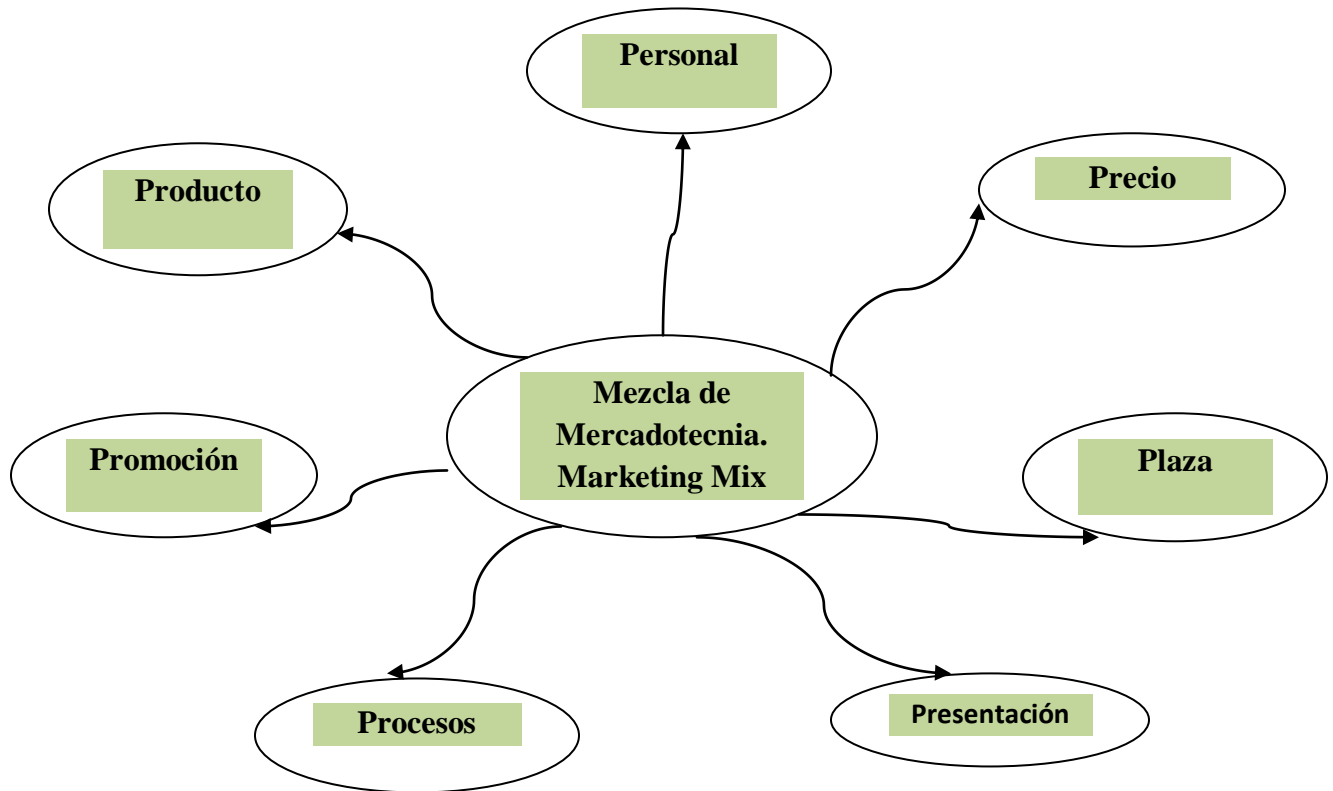 Personal
Producto
Precio
Mezcla de
Mercadotecnia.
Marketing Mix
Promoción
Plaza
Procesos
Presentación